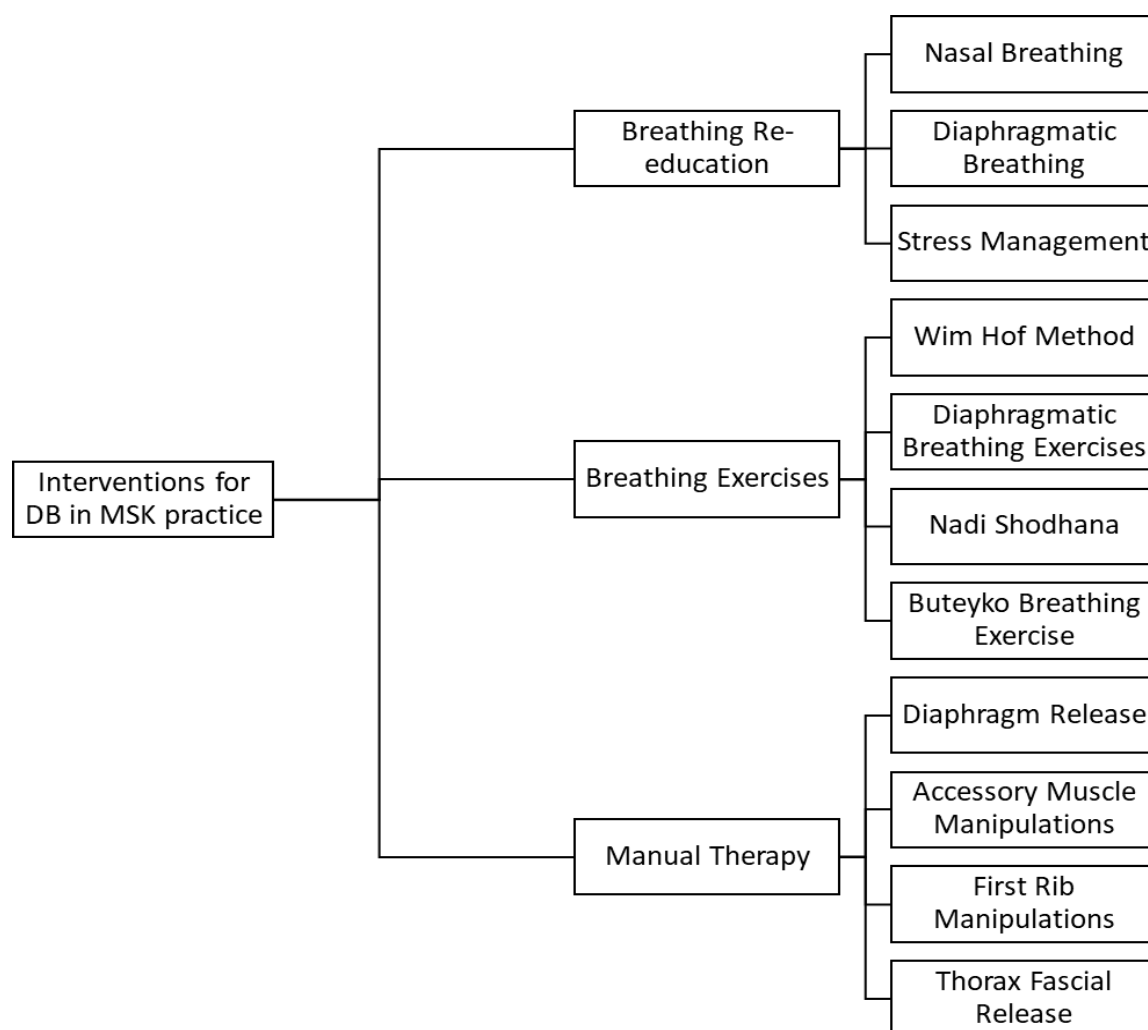 Interventions for
DB in MSK practice
Breathing Re-
education
Nasal Breathing
Diaphragmatic
Breathing
Stress Management
Breathing Exercises
Wim Hof Method
Diaphragmatic
Breathing Exercises
Nadi Shodhana
Buteyko Breathing
Exercise
Manual Therapy
Diaphragm Release
Accessory Muscle
Manipulations
First Rib
Manipulations
Thorax Fascial
Release